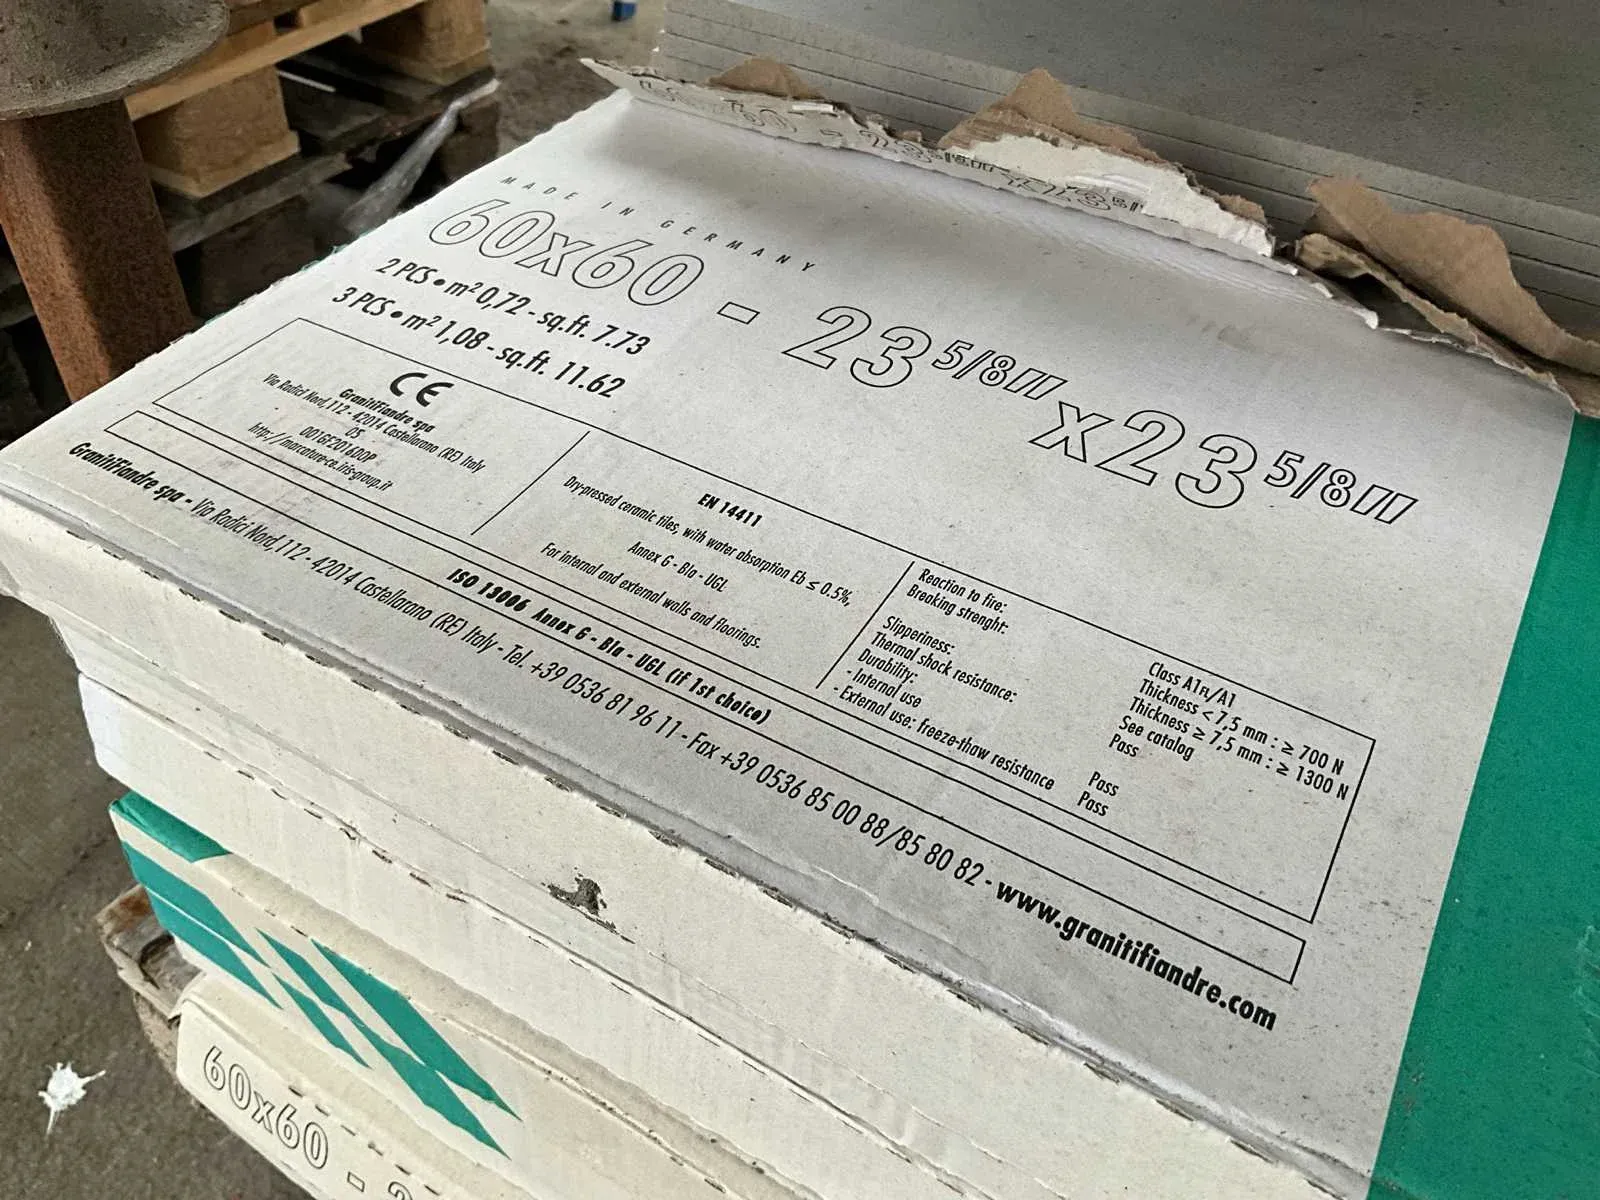 MADE IN GERMANY
60x60 - 23 5/8" x 23 5/8"
2 PCS • m² 0,72 - sq.ft. 7.73
3 PCS • m² 1,08 - sq.ft. 11.62
CE
GranitiFiandre spa
Via Radici Nord,112 - 42014 Castellarano (RE) Italy
05
001GF2016DOP
http://marcature-ce.iris-group.it
EN 14411
Dry-pressed ceramic tiles, with water absorption Eb ≤ 0.5%,
Annex G - BIa - UGL
For internal and external walls and floorings.
Reaction to fire: Class A1FL/A1
Breaking strenght: Thickness < 7,5 mm : ≥ 700 N
Thickness ≥ 7,5 mm : ≥ 1300 N
Slipperiness: See catalog
Thermal shock resistance: Pass
Durability:
- Internal use Pass
- External use: freeze-thaw resistance Pass
ISO 13006 Annex G - BIa - UGL (if 1st choice)
GranitiFiandre spa - Via Radici Nord,112 - 42014 Castellarano (RE) Italy - Tel. +39 0536 81 96 11 - Fax +39 0536 85 00 88/85 80 82 - www.granitifiandre.com
60x60 - 2